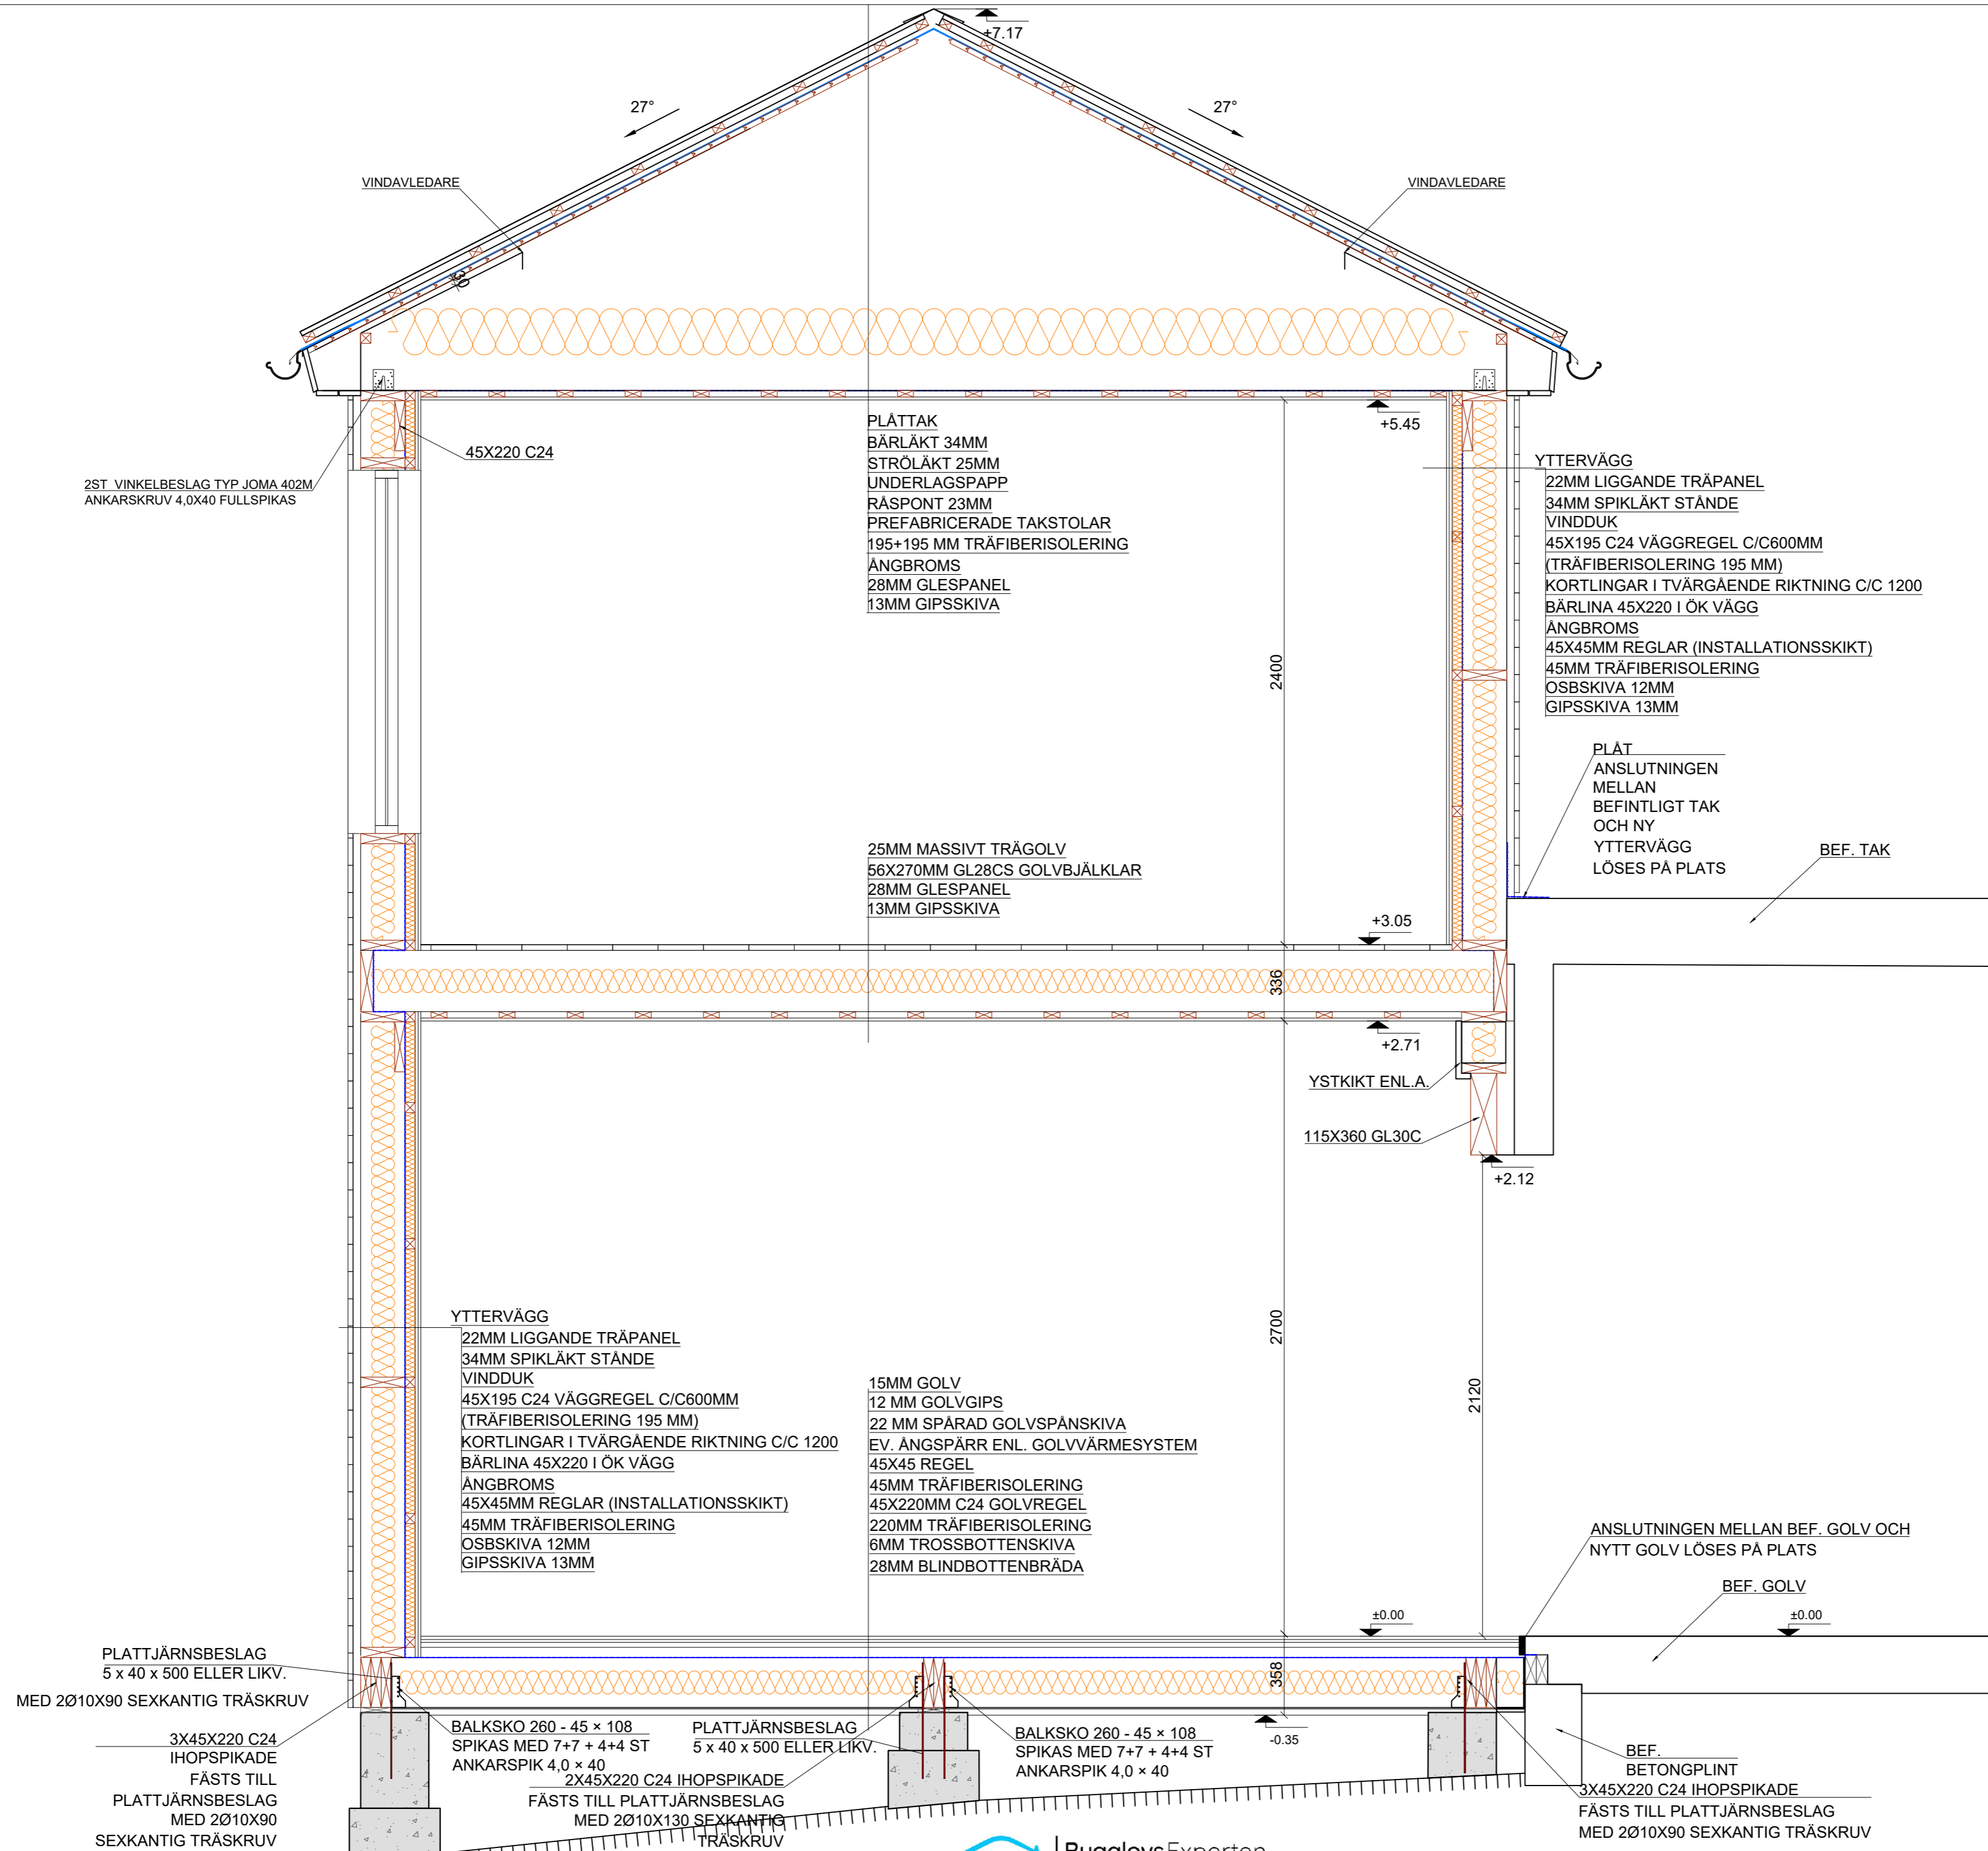 +7.17
27°
27°
VINDAVLEDARE
VINDAVLEDARE
30
+5.45
45X220 C24
2ST VINKELBESLAG TYP JOMA 402M
ANKARSKRUV 4,0X40 FULLSPIKAS
PLÅTTAK
BÄRLÄKT 34MM
STRÖLÄKT 25MM
UNDERLAGSPAPP
RÅSPONT 23MM
PREFABRICERADE TAKSTOLAR
195+195 MM TRÄFIBERISOLERING
ÅNGBROMS
28MM GLESPANEL
13MM GIPSSKIVA
YTTERVÄGG
22MM LIGGANDE TRÄPANEL
34MM SPIKLÄKT STÅNDE
VINDDUK
45X195 C24 VÄGGREGEL C/C600MM
(TRÄFIBERISOLERING 195 MM)
KORTLINGAR I TVÄRGÅENDE RIKTNING C/C 1200
BÄRLINA 45X220 I ÖK VÄGG
ÅNGBROMS
45X45MM REGLAR (INSTALLATIONSSKIKT)
45MM TRÄFIBERISOLERING
OSBSKIVA 12MM
GIPSSKIVA 13MM
2400
PLÅT
ANSLUTNINGEN
MELLAN
BEFINTLIGT TAK
OCH NY
YTTERVÄGG
LÖSES PÅ PLATS
BEF. TAK
25MM MASSIVT TRÄGOLV
56X270MM GL28CS GOLVBJÄLKLAR
28MM GLESPANEL
13MM GIPSSKIVA
+3.05
336
+2.71
YSTKIKT ENL.A.
115X360 GL30C
+2.12
2700
2120
YTTERVÄGG
22MM LIGGANDE TRÄPANEL
34MM SPIKLÄKT STÅNDE
VINDDUK
45X195 C24 VÄGGREGEL C/C600MM
(TRÄFIBERISOLERING 195 MM)
KORTLINGAR I TVÄRGÅENDE RIKTNING C/C 1200
BÄRLINA 45X220 I ÖK VÄGG
ÅNGBROMS
45X45MM REGLAR (INSTALLATIONSSKIKT)
45MM TRÄFIBERISOLERING
OSBSKIVA 12MM
GIPSSKIVA 13MM
15MM GOLV
12 MM GOLVGIPS
22 MM SPÅRAD GOLVSPÅNSKIVA
EV. ÅNGSPÄRR ENL. GOLVVÄRMESYSTEM
45X45 REGEL
45MM TRÄFIBERISOLERING
45X220MM C24 GOLVREGEL
220MM TRÄFIBERISOLERING
6MM TROSSBOTTENSKIVA
28MM BLINDBOTTENBRÄDA
ANSLUTNINGEN MELLAN BEF. GOLV OCH
NYTT GOLV LÖSES PÅ PLATS
BEF. GOLV
±0.00
±0.00
358
-0.35
PLATTJÄRNSBESLAG
5 x 40 x 500 ELLER LIKV.
MED 2Ø10X90 SEXKANTIG TRÄSKRUV
3X45X220 C24
IHOPSPIKADE
FÄSTS TILL
PLATTJÄRNSBESLAG
MED 2Ø10X90
SEXKANTIG TRÄSKRUV
BALKSKO 260 - 45 × 108
SPIKAS MED 7+7 + 4+4 ST
ANKARSPIK 4,0 × 40
PLATTJÄRNSBESLAG
5 x 40 x 500 ELLER LIKV.
2X45X220 C24 IHOPSPIKADE
FÄSTS TILL PLATTJÄRNSBESLAG
MED 2Ø10X130 SEXKANTIG
TRÄSKRUV
BALKSKO 260 - 45 × 108
SPIKAS MED 7+7 + 4+4 ST
ANKARSPIK 4,0 × 40
BEF.
BETONGPLINT
3X45X220 C24 IHOPSPIKADE
FÄSTS TILL PLATTJÄRNSBESLAG
MED 2Ø10X90 SEXKANTIG TRÄSKRUV
BygglovsExperten